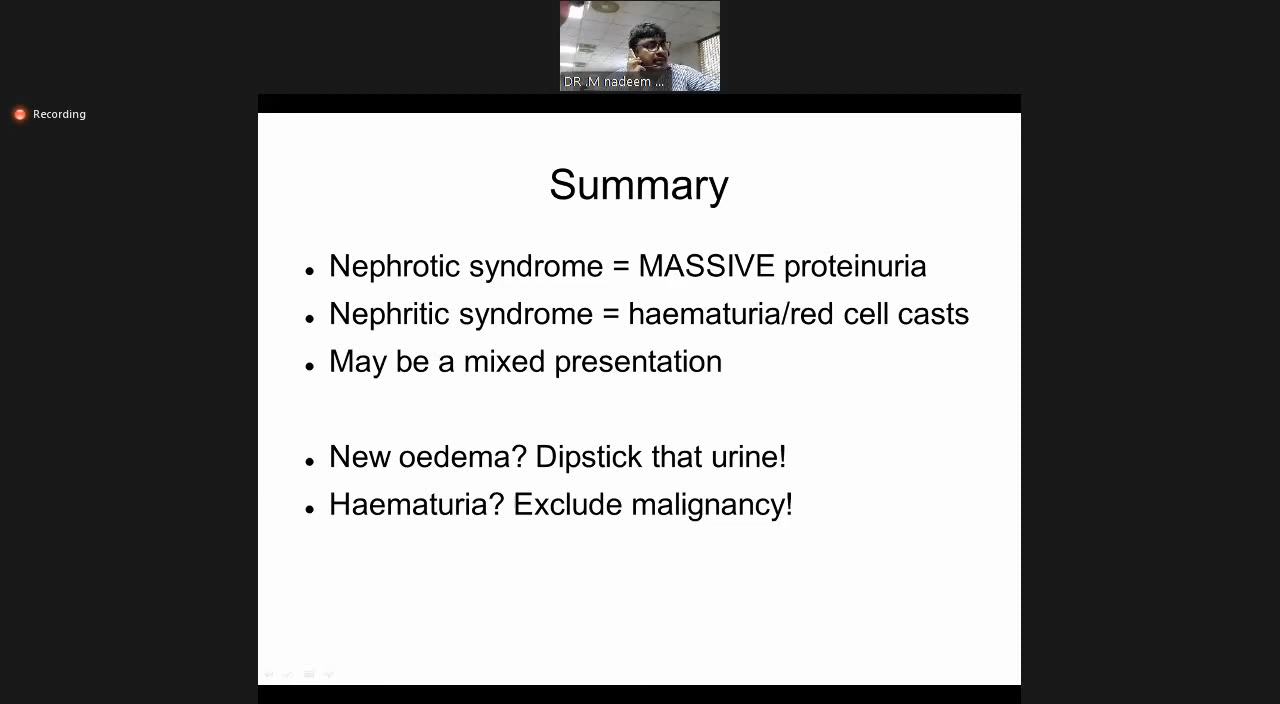 DR .M nadeem ...
Recording
Summary
Nephrotic syndrome = MASSIVE proteinuria
Nephritic syndrome = haematuria/red cell casts
May be a mixed presentation
New oedema? Dipstick that urine!
Haematuria? Exclude malignancy!